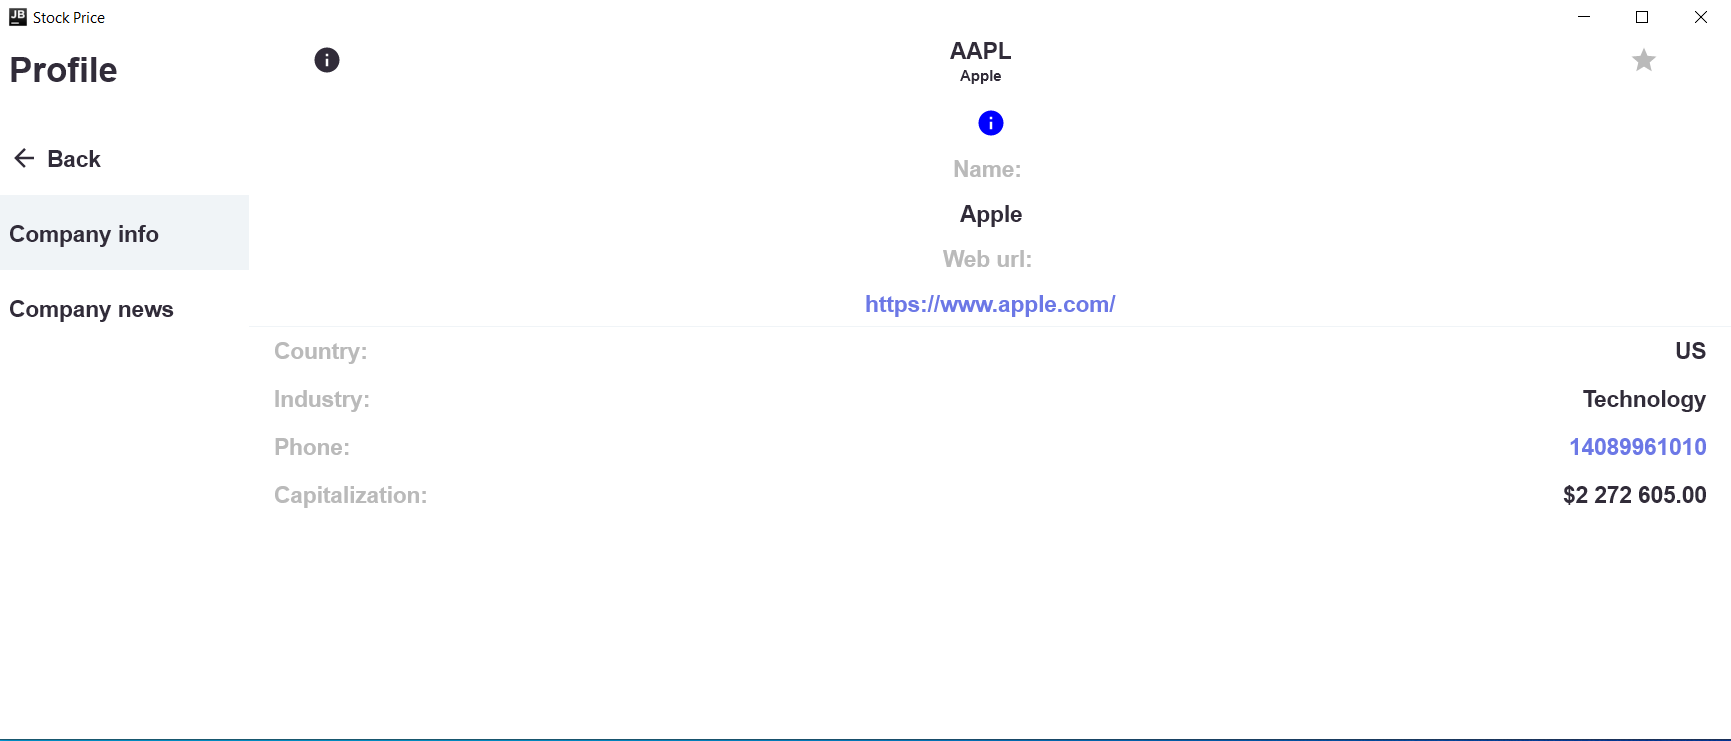 JB
Stock Price
Profile
AAPL
Apple
Back
Company info
Company news
Name:
Apple
Web url:
https://www.apple.com/
Country: US
Industry: Technology
Phone: 14089961010
Capitalization: $2 272 605.00